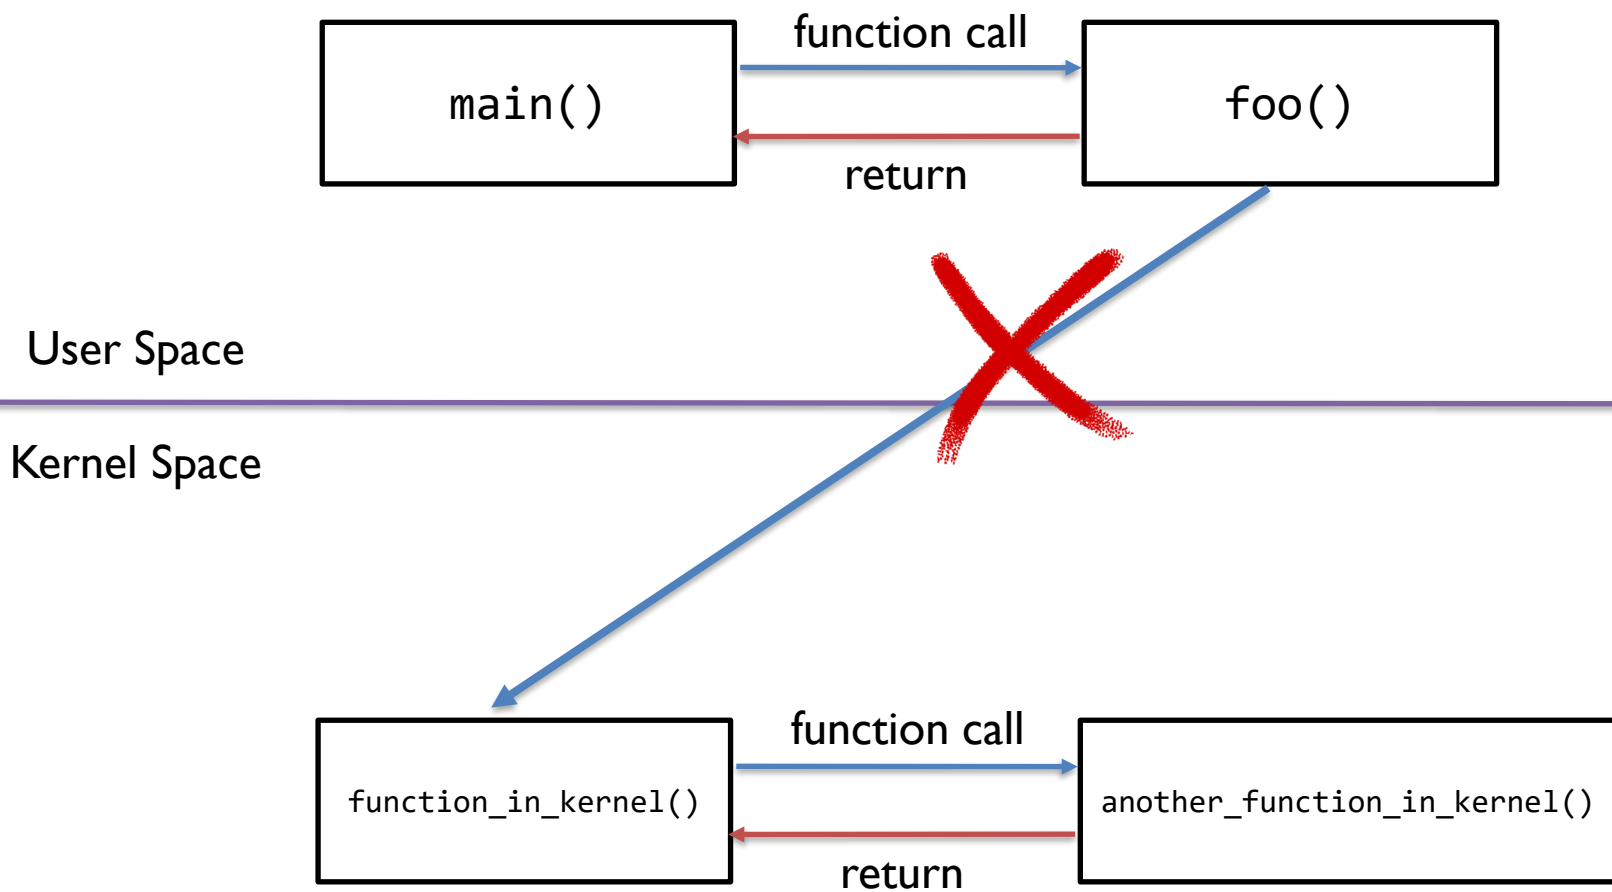 function call
main()
foo()
return
User Space
Kernel Space
function call
function_in_kernel()
another_function_in_kernel()
return